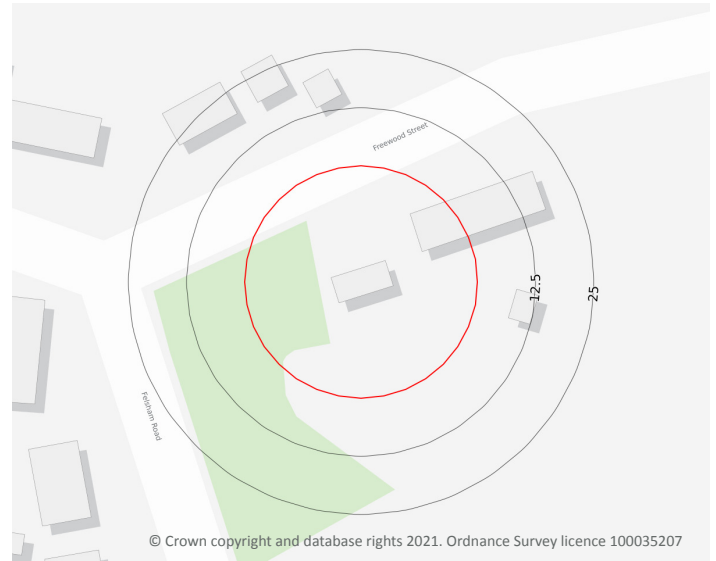 Freewood Street
12.5
25
Felsham Road
© Crown copyright and database rights 2021. Ordnance Survey licence 100035207